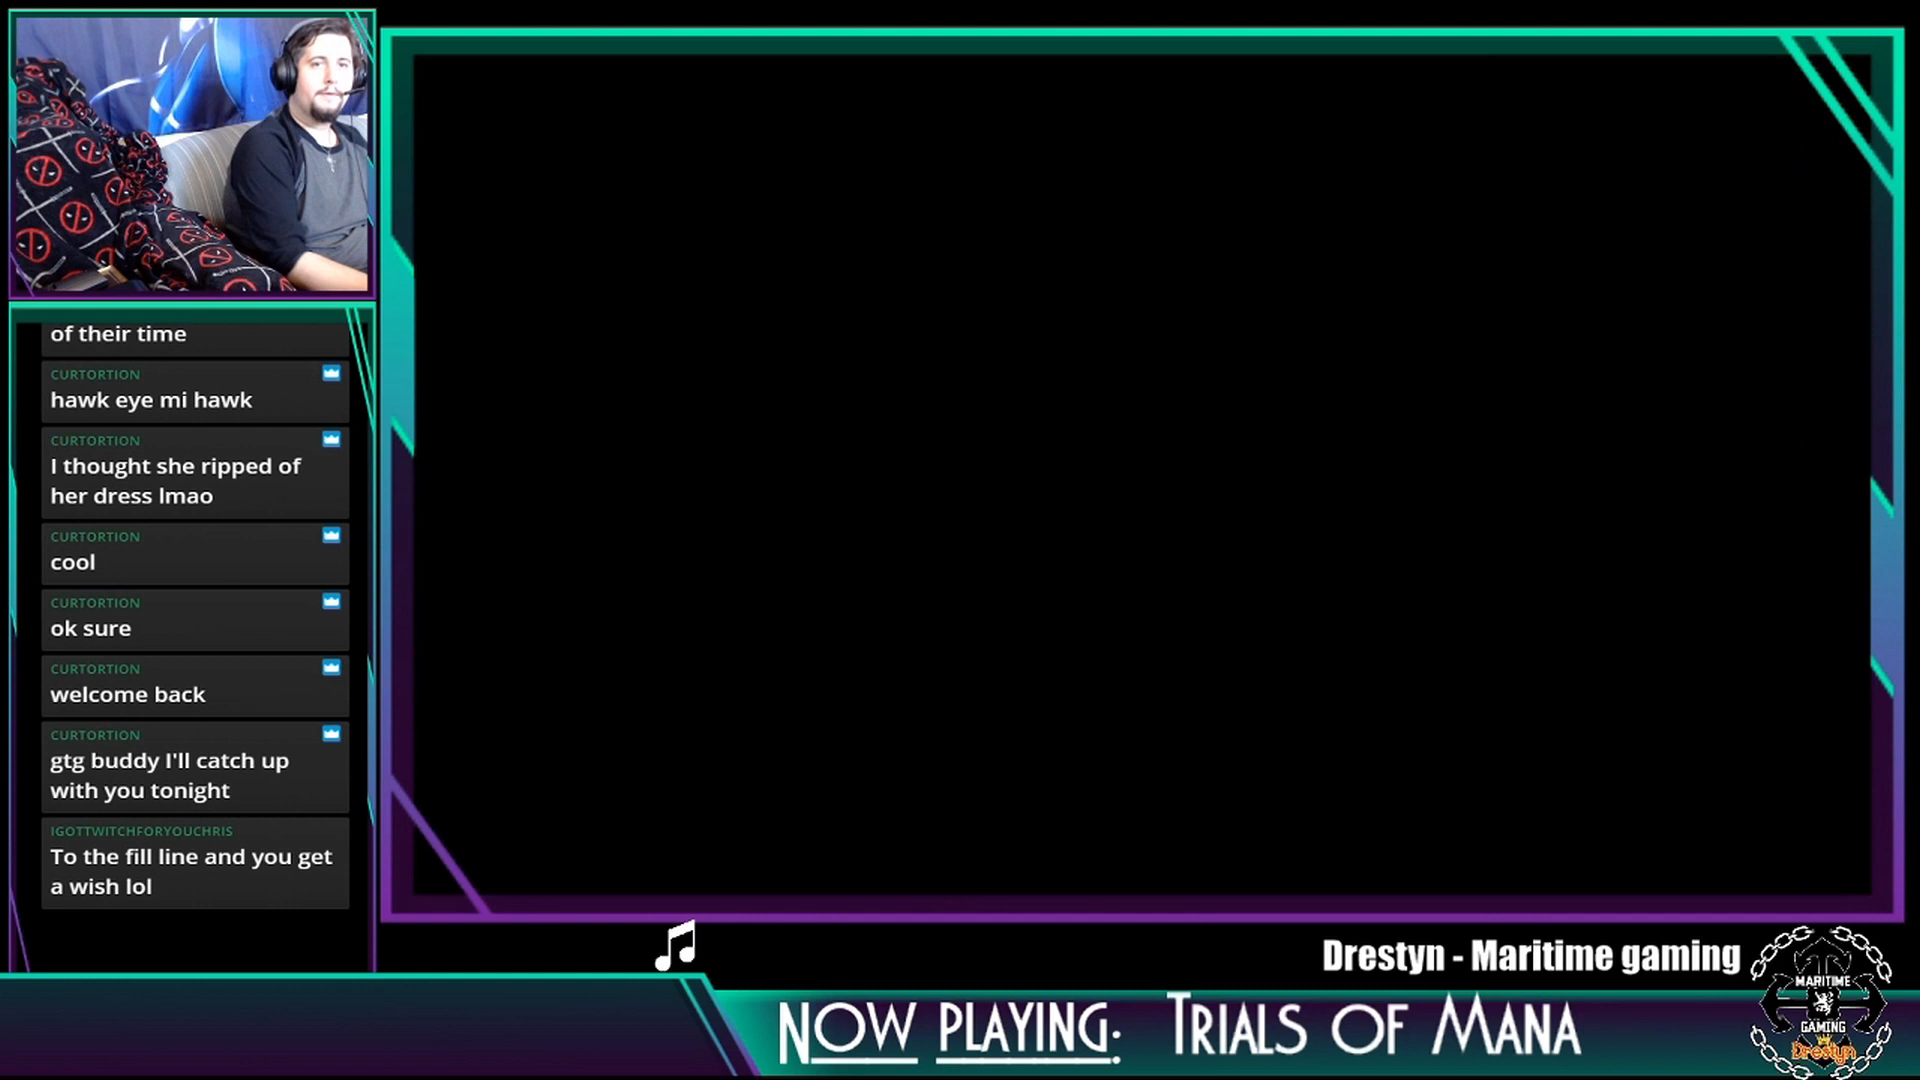 of their time
CURTORTION
hawk eye mi hawk
CURTORTION
I thought she ripped of
her dress lmao
CURTORTION
cool
CURTORTION
ok sure
CURTORTION
welcome back
CURTORTION
gtg buddy I'll catch up
with you tonight
IGOTTWITCHFORYOUCHRIS
To the fill line and you get
a wish lol
Drestyn - Maritime gaming
MARITIME
GAMING
Drestyn
NOW PLAYING: TRIALS OF MANA